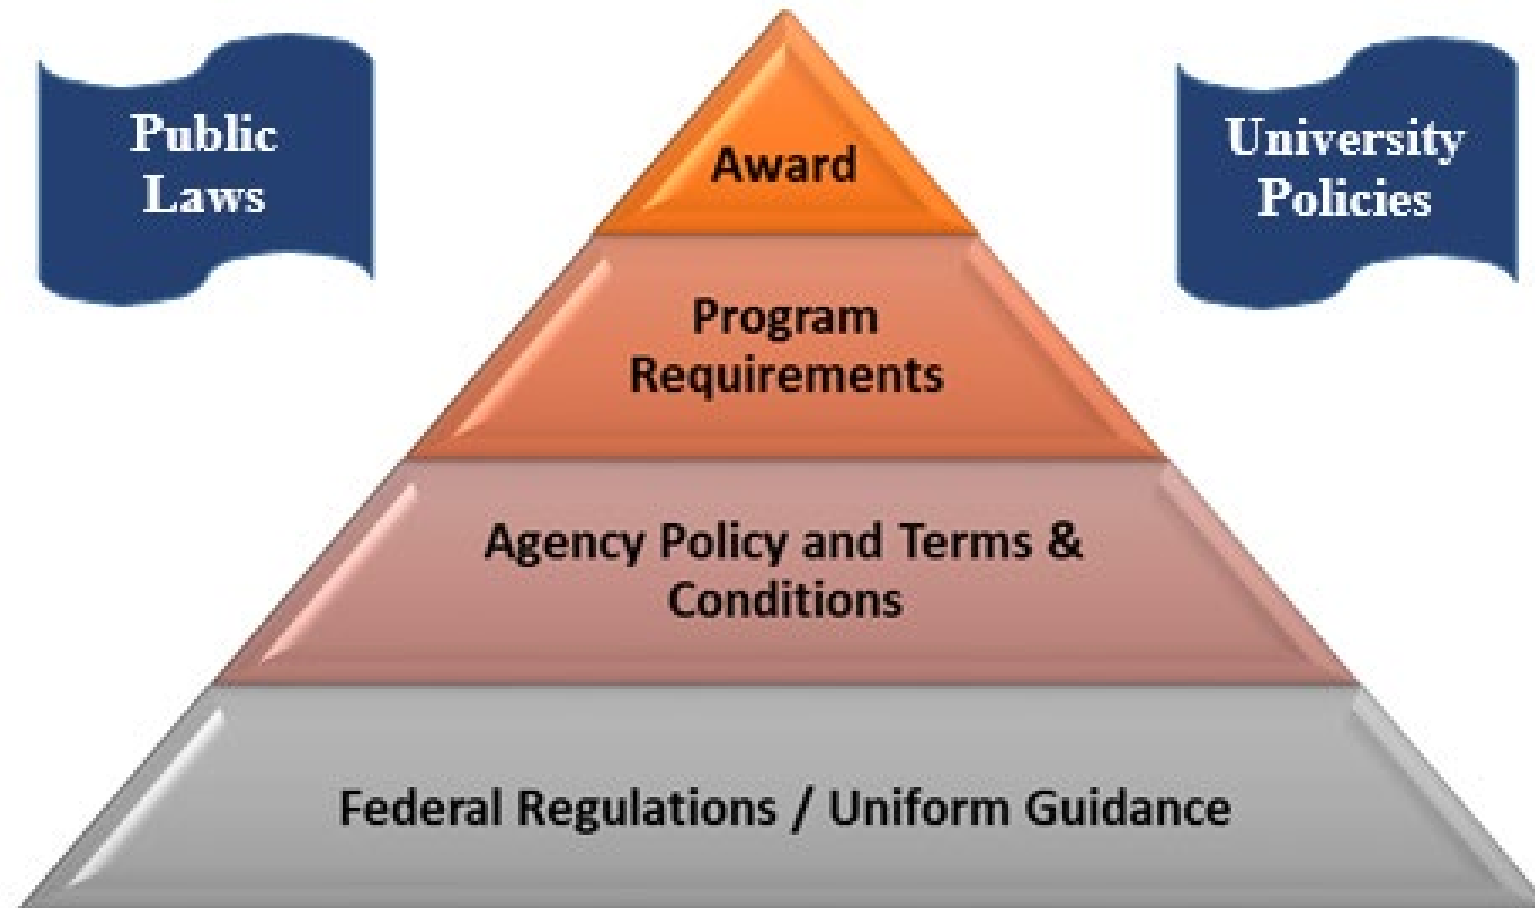 Public
Laws
University
Policies
Award
Program
Requirements
Agency Policy and Terms &
Conditions
Federal Regulations / Uniform Guidance